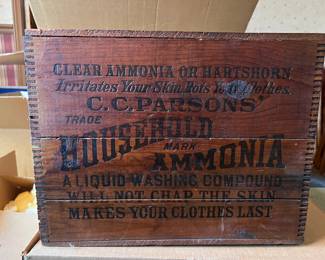 CLEAR AMMONIA OR HARTSHORN
Irritates Your Skin, Rots Your Clothes.
C.C. PARSONS'
TRADE
HOUSEHOLD
MARK
AMMONIA
A LIQUID WASHING COMPOUND
WILL NOT CHAP THE SKIN
MAKES YOUR CLOTHES LAST